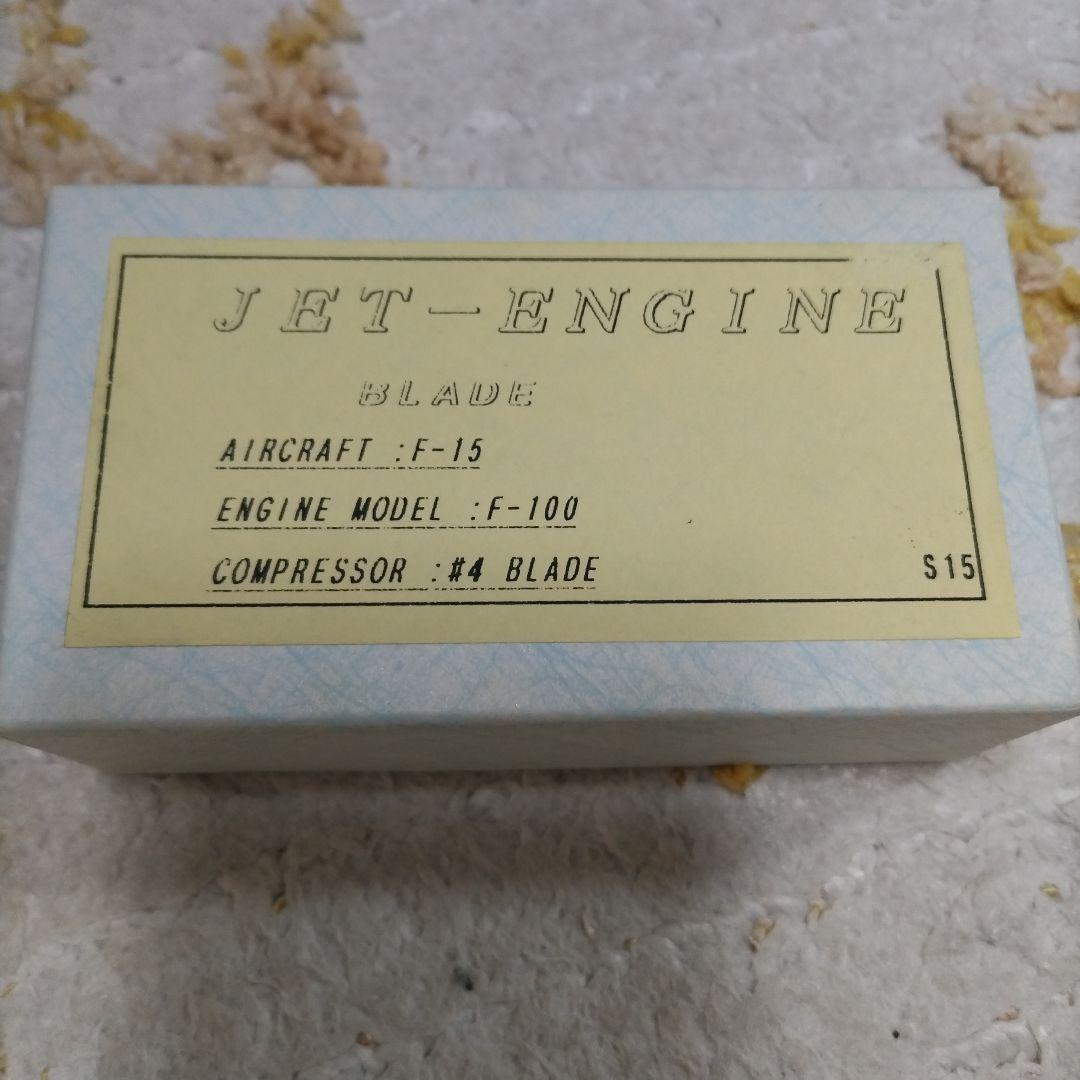 JET-ENGINE
BLADE
AIRCRAFT :F-15
ENGINE MODEL :F-100
COMPRESSOR :#4 BLADE
S15